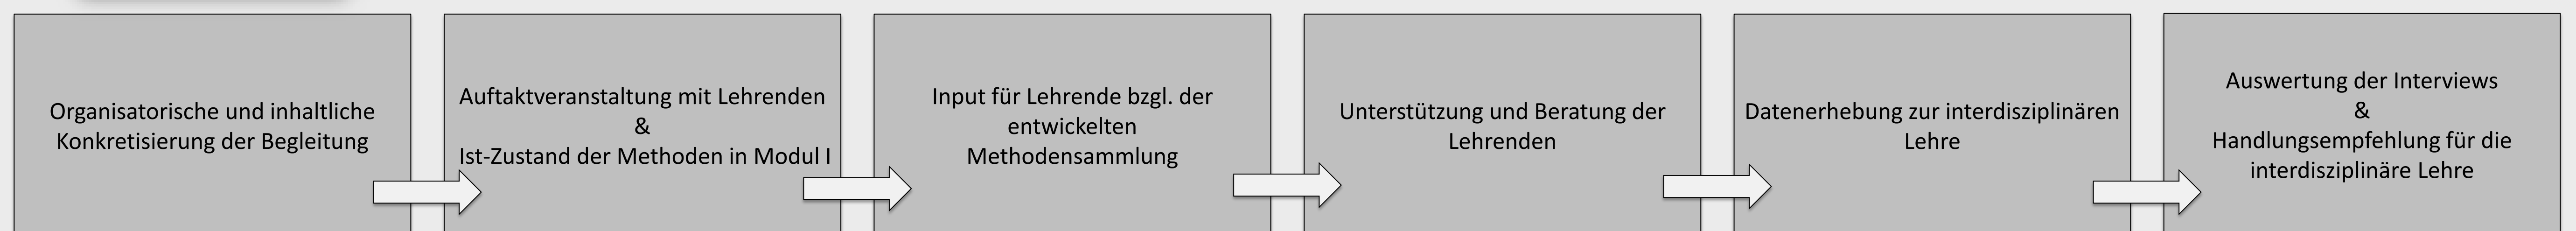 Organisatorische und inhaltliche
Konkretisierung der Begleitung
Auftaktveranstaltung mit Lehrenden
&
Ist-Zustand der Methoden in Modul I
Input für Lehrende bzgl. der
entwickelten
Methodensammlung
Unterstützung und Beratung der
Lehrenden
Datenerhebung zur interdisziplinären
Lehre
Auswertung der Interviews
&
Handlungsempfehlung für die
interdisziplinäre Lehre